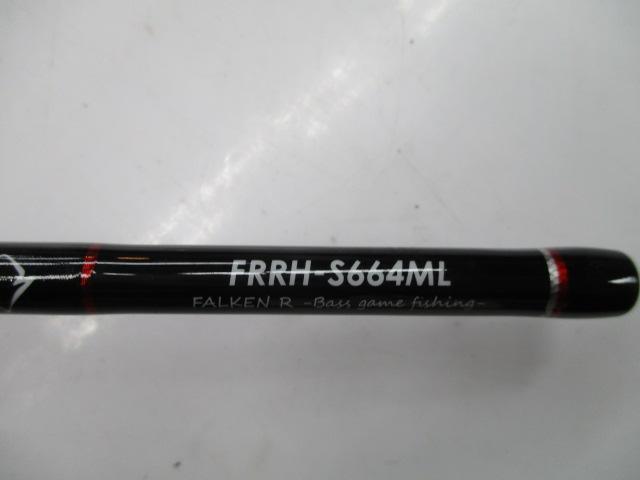 FRRH-S664ML
FALKEN R -Bass game fishing-